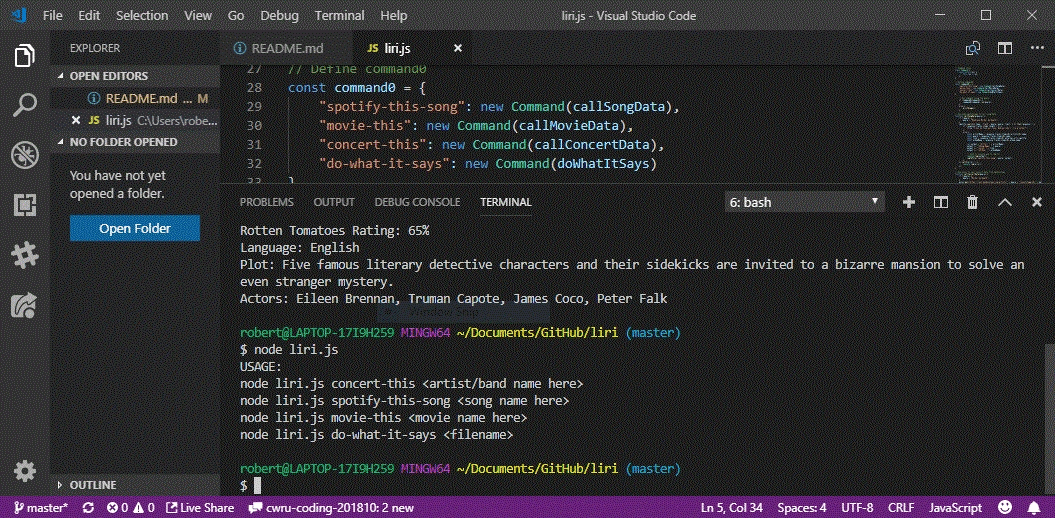 File Edit Selection View Go Debug Terminal Help liri.js - Visual Studio Code
EXPLORER
OPEN EDITORS
README.md ... M
JS liri.js C:\Users\robe...
NO FOLDER OPENED
You have not yet
opened a folder.
Open Folder
OUTLINE
README.md JS liri.js
27 // Define command0
28 const command0 = {
29 "spotify-this-song": new Command(callSongData),
30 "movie-this": new Command(callMovieData),
31 "concert-this": new Command(callConcertData),
32 "do-what-it-says": new Command(doWhatItSays)
33 }
PROBLEMS OUTPUT DEBUG CONSOLE TERMINAL 6: bash
Rotten Tomatoes Rating: 65%
Language: English
Plot: Five famous literary detective characters and their sidekicks are invited to a bizarre mansion to solve an
even stranger mystery.
Actors: Eileen Brennan, Truman Capote, James Coco, Peter Falk
Window Snip
robert@LAPTOP-17I9H259 MINGW64 ~/Documents/GitHub/liri (master)
$ node liri.js
USAGE:
node liri.js concert-this <artist/band name here>
node liri.js spotify-this-song <song name here>
node liri.js movie-this <movie name here>
node liri.js do-what-it-says <filename>
robert@LAPTOP-17I9H259 MINGW64 ~/Documents/GitHub/liri (master)
$
master* 0 0 Live Share cwru-coding-201810: 2 new Ln 5, Col 34 Spaces: 4 UTF-8 CRLF JavaScript